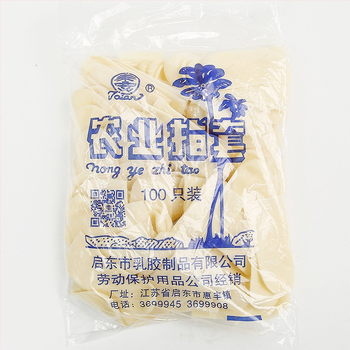 Taian ®
农业指套
nong ye zhi tao
100只装
启东市乳胶制品有限公司
劳动保护用品公司经销
厂址：江苏省启东市惠丰镇
电话：3699945 3699908